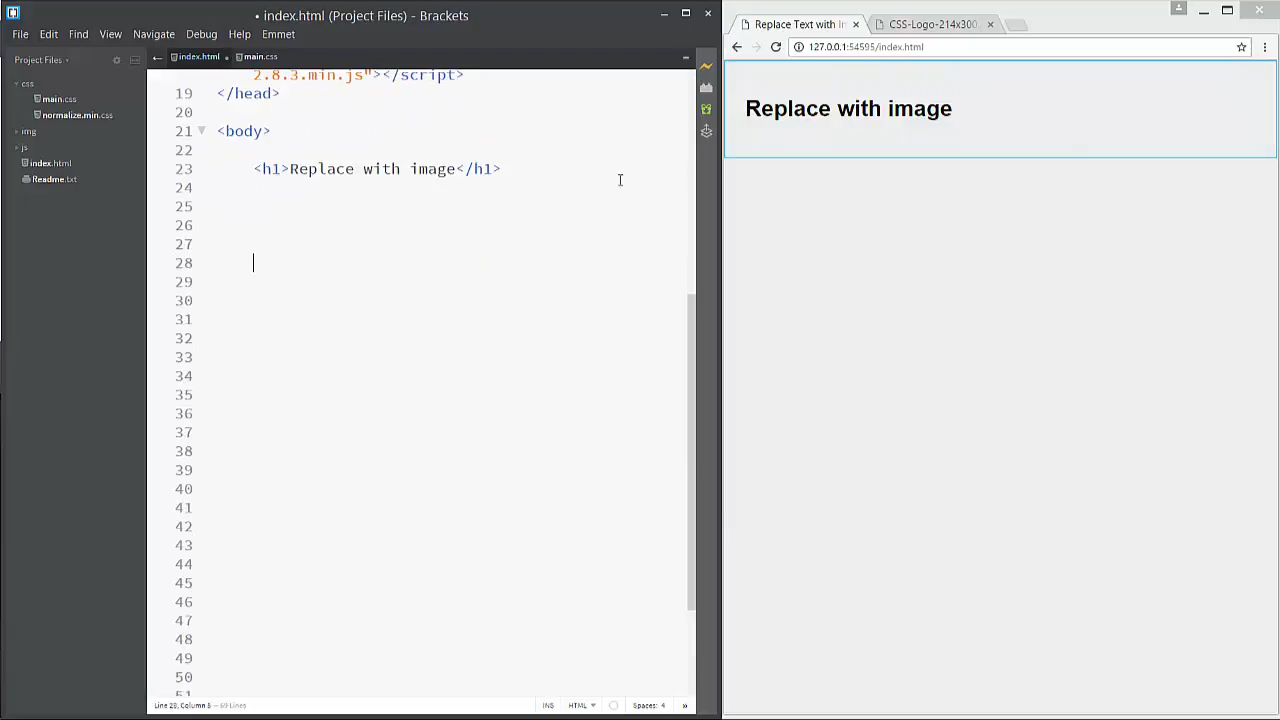 • index.html (Project Files) - Brackets
File Edit Find View Navigate Debug Help Emmet
Project Files
css
main.css
normalize.min.css
img
js
index.html
Readme.txt
index.html
main.css
2.8.3.min.js"></script>
19 </head>
20
21 <body>
22
23 <h1>Replace with image</h1>
24
25
26
27
28
29
30
31
32
33
34
35
36
37
38
39
40
41
42
43
44
45
46
47
48
49
50
51
Line 28, Column 5 — 69 Lines
INS HTML Spaces: 4
Replace Text with I
CSS-Logo-214x300
127.0.0.1:54595/index.html
Replace with image